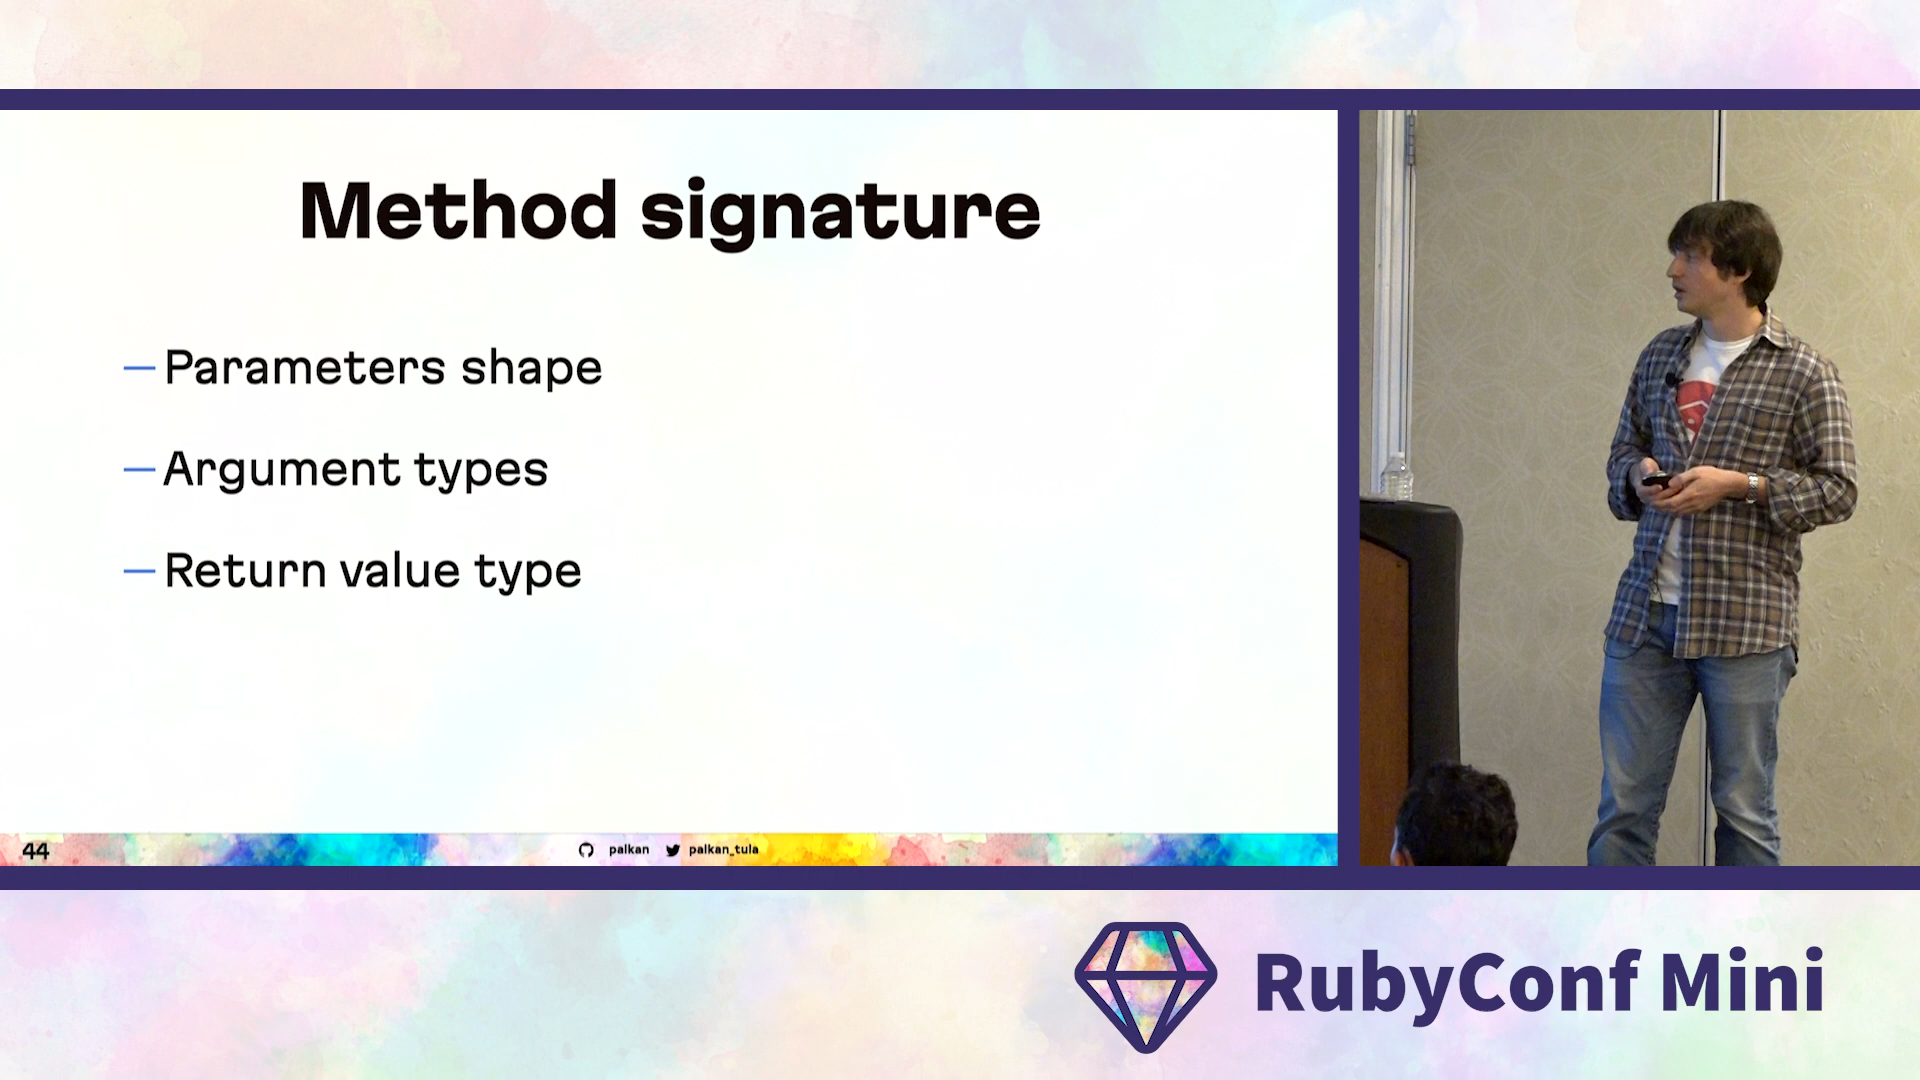 Method signature
— Parameters shape
— Argument types
— Return value type
44
palkan
palkan_tula
RubyConf Mini